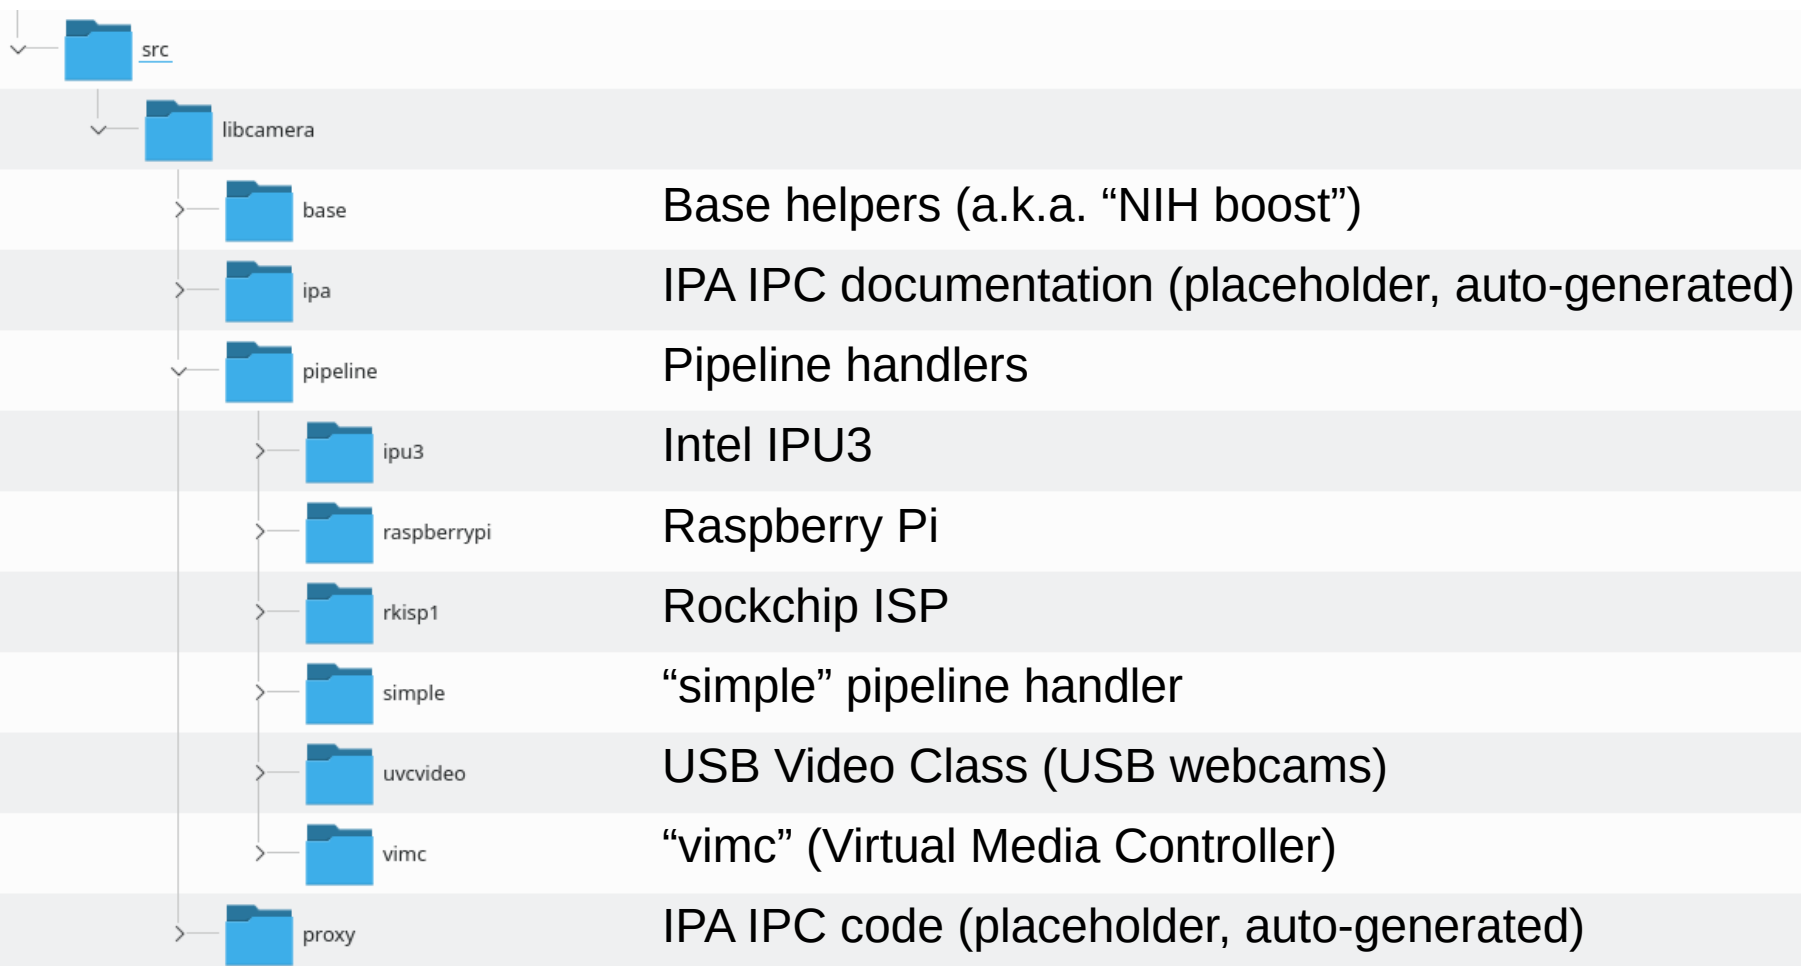 src
libcamera
base Base helpers (a.k.a. “NIH boost”)
ipa IPA IPC documentation (placeholder, auto-generated)
pipeline Pipeline handlers
ipu3 Intel IPU3
raspberrypi Raspberry Pi
rkisp1 Rockchip ISP
simple “simple” pipeline handler
uvcvideo USB Video Class (USB webcams)
vimc “vimc” (Virtual Media Controller)
proxy IPA IPC code (placeholder, auto-generated)